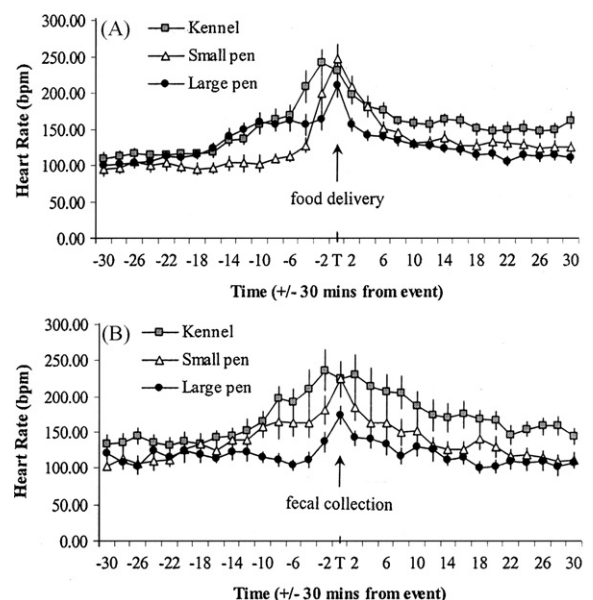 300.00
(A)
Kennel
250.00
Small pen
200.00
Large pen
150.00
100.00
50.00
0.00
Heart Rate (bpm)
food delivery
-30 -26 -22 -18 -14 -10 -6 -2 T 2 6 10 14 18 22 26 30
Time (+/- 30 mins from event)
300.00
(B)
Kennel
250.00
Small pen
200.00
Large pen
150.00
100.00
50.00
0.00
Heart Rate (bpm)
fecal collection
-30 -26 -22 -18 -14 -10 -6 -2 T 2 6 10 14 18 22 26 30
Time (+/- 30 mins from event)